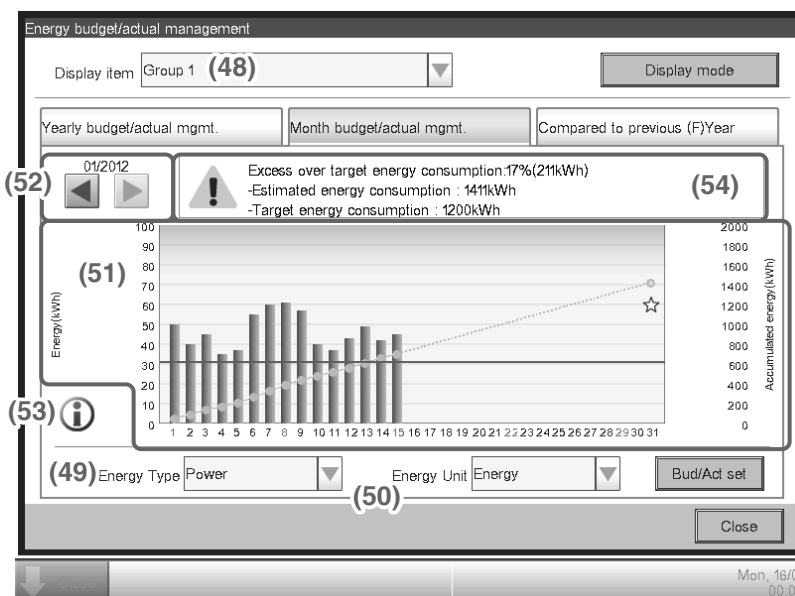 Energy budget/actual management
Display item Group 1 (48) Display mode
Yearly budget/actual mgmt. Month budget/actual mgmt. Compared to previous (F)Year
(52) 01/2012
Excess over target energy consumption:17%(211kWh)
-Estimated energy consumption : 1411kWh
-Target energy consumption : 1200kWh
(54)
(51)
Energy(kWh)
100
90
80
70
60
50
40
30
20
10
0
2000
1800
1600
1400
1200
1000
800
600
400
200
0
Accumulated energy(kWh)
1 2 3 4 5 6 7 8 9 10 11 12 13 14 15 16 17 18 19 20 21 22 23 24 25 26 27 28 29 30 31
(53)
(49) Energy Type Power Energy Unit Energy Bud/Act set
(50)
Close
Mon, 16/0
00:0